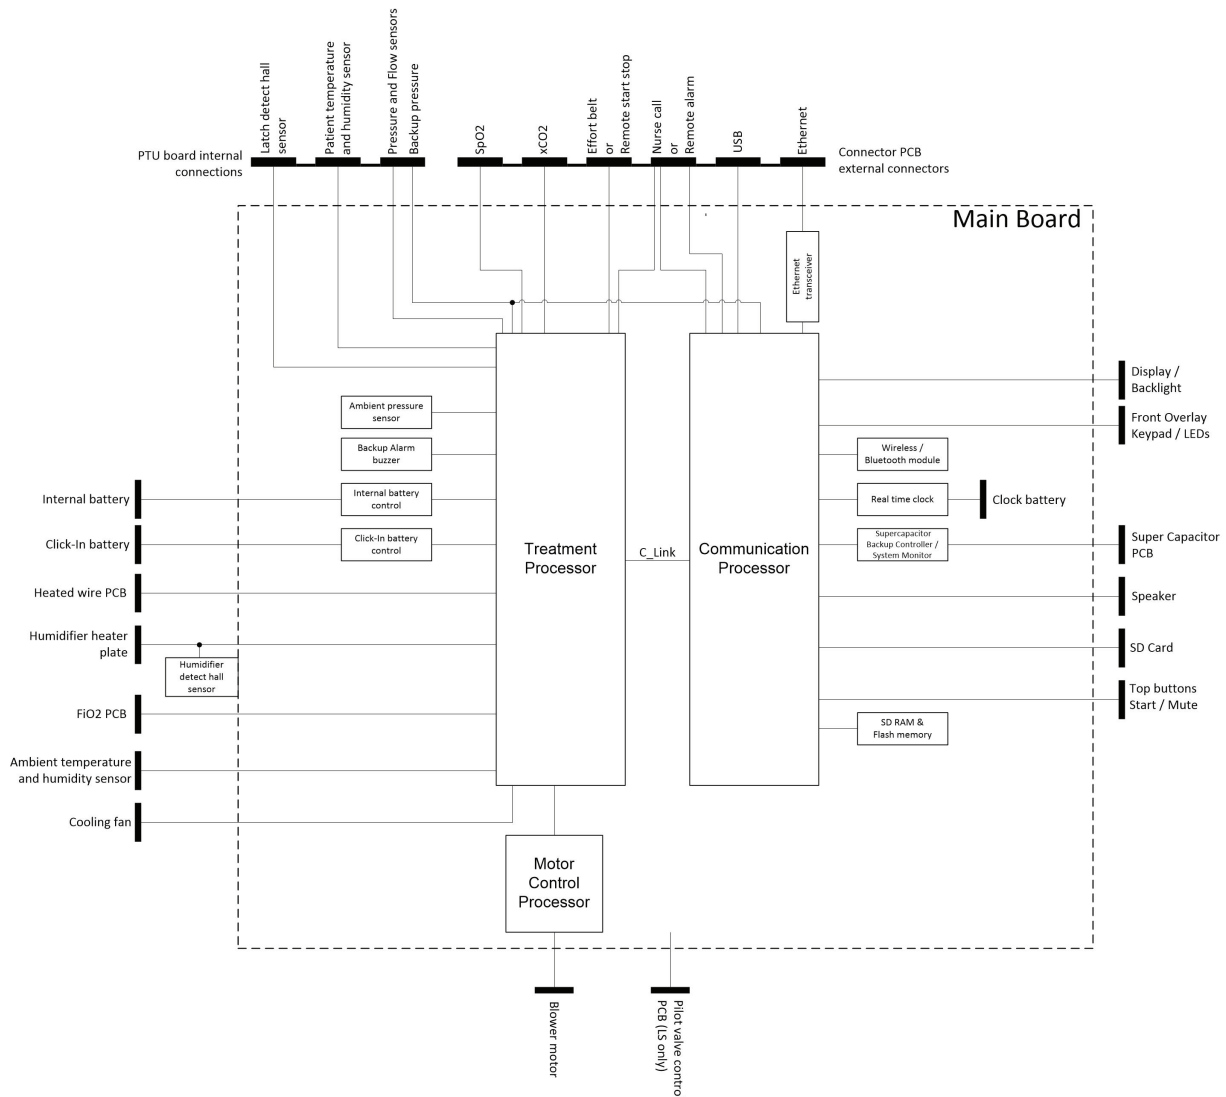 Latch detect hall
sensor
Patient temperature
and humidity sensor
Pressure and Flow sensors
Backup pressure
SpO2
xCO2
Effort belt
or
Remote start stop
Nurse call
or
Remote alarm
USB
Ethernet
PTU board internal
connections
Connector PCB
external connectors
Main Board
Ethernet
transceiver
Display /
Backlight
Ambient pressure
sensor
Front Overlay
Keypad / LEDs
Backup Alarm
buzzer
Wireless /
Bluetooth module
Internal battery
Internal battery
control
Real time clock
Clock battery
Click-In battery
Click-In battery
control
Treatment
Processor
C_Link
Communication
Processor
Supercapacitor
Backup Controller /
System Monitor
Super Capacitor
PCB
Heated wire PCB
Speaker
Humidifier heater
plate
Humidifier
detect hall
sensor
SD Card
FiO2 PCB
Top buttons
Start / Mute
SD RAM &
Flash memory
Ambient temperature
and humidity sensor
Cooling fan
Motor
Control
Processor
Blower motor
Pilot valve contro
PCB (LS only)